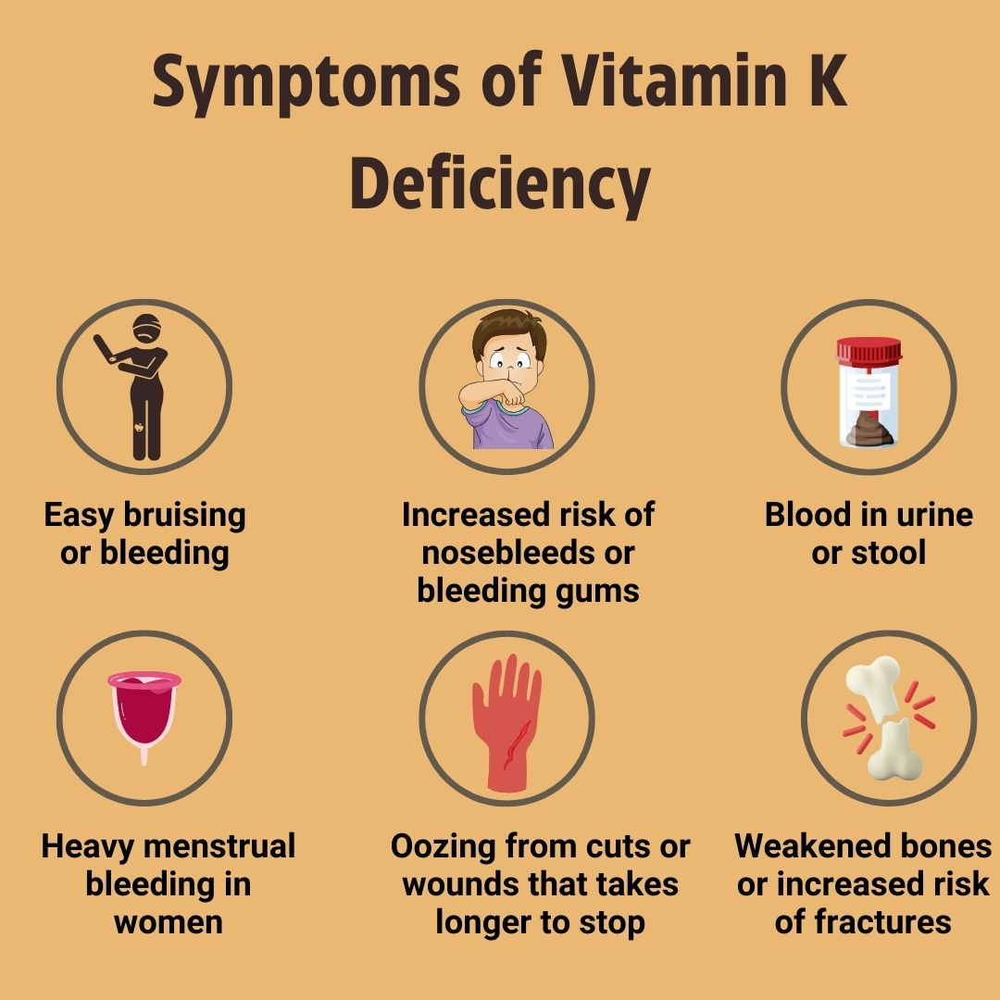 Symptoms of Vitamin K
Deficiency
Easy bruising
or bleeding
Increased risk of
nosebleeds or
bleeding gums
Blood in urine
or stool
Heavy menstrual
bleeding in
women
Oozing from cuts or
wounds that takes
longer to stop
Weakened bones
or increased risk
of fractures